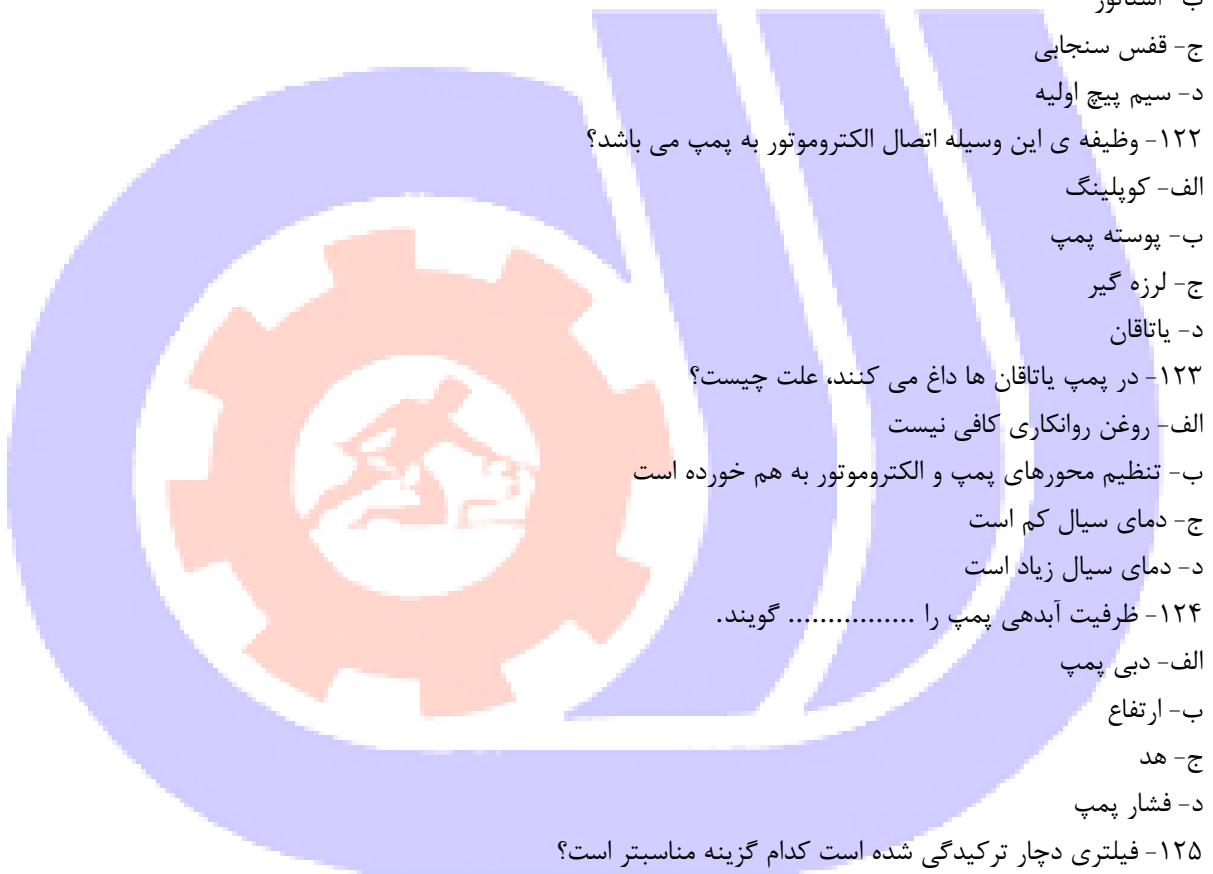 ب- استاتور
ج- قفس سنجابی
د- سیم پیچ اولیه
۱۲۲- وظیفه ی این وسیله اتصال الکتروموتور به پمپ می باشد؟
الف- کوپلینگ
ب- پوسته پمپ
ج- لرزه گیر
د- یاتاقان
۱۲۳- در پمپ یاتاقان ها داغ می کنند، علت چیست؟
الف- روغن روانکاری کافی نیست
ب- تنظیم محورهای پمپ و الکتروموتور به هم خورده است
ج- دمای سیال کم است
د- دمای سیال زیاد است
۱۲۴- ظرفیت آبدهی پمپ را ................ گویند.
الف- دبی پمپ
ب- ارتفاع
ج- هد
د- فشار پمپ
۱۲۵- فیلتری دچار ترکیدگی شده است کدام گزینه مناسبتر است؟